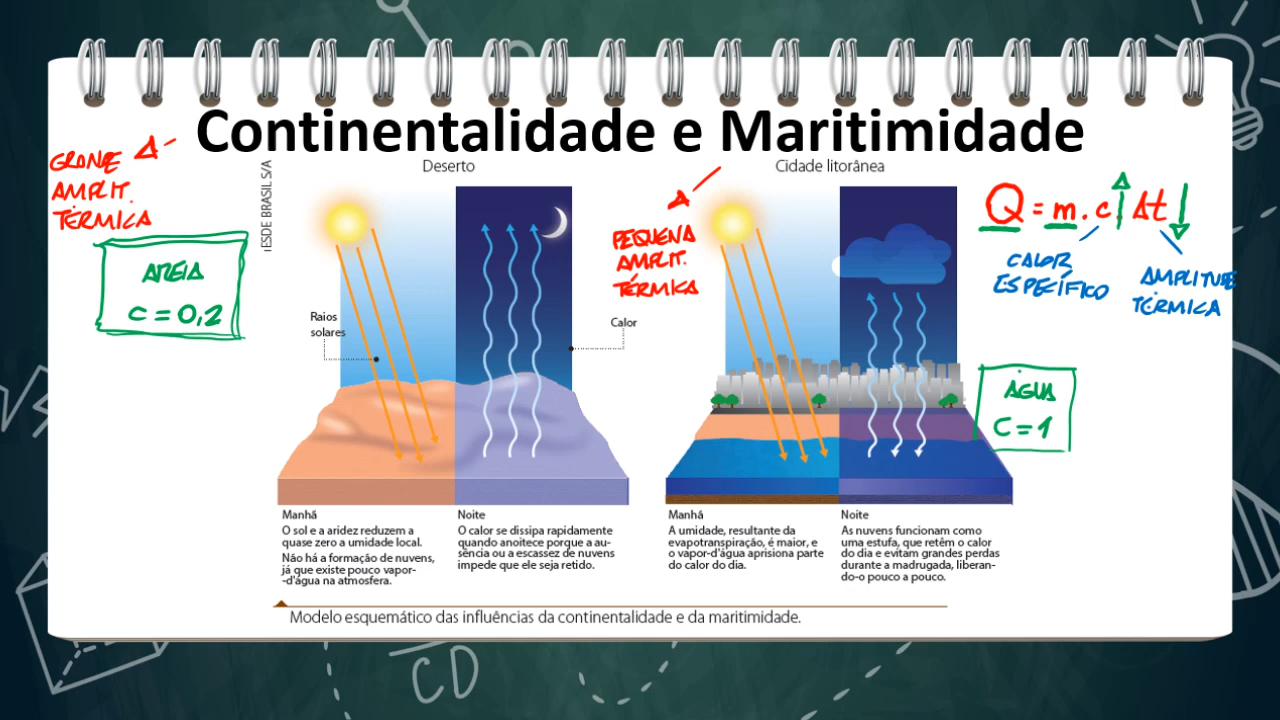 Continentalidade e Maritimidade
GRANDE
AMPLIT.
TÉRMICA
AREIA
C = 0,2
IESDE BRASIL S/A
Deserto
Raios
solares
Calor
Manhã
O sol e a aridez reduzem a
quase zero a umidade local.
Não há a formação de nuvens,
já que existe pouco vapor-
-d'água na atmosfera.
Noite
O calor se dissipa rapidamente
quando anoitece porque a au-
sência ou a escassez de nuvens
impede que ele seja retido.
Cidade litorânea
PEQUENA
AMPLIT.
TÉRMICA
Manhã
A umidade, resultante da
evapotranspiração, é maior, e
o vapor-d'água aprisiona parte
do calor do dia.
Noite
As nuvens funcionam como
uma estufa, que retêm o calor
do dia e evitam grandes perdas
durante a madrugada, liberan-
do-o pouco a pouco.
Q = m . c Δt
CALOR
ESPECÍFICO
AMPLITUDE
TÉRMICA
ÁGUA
C = 1
Modelo esquemático das influências da continentalidade e da maritimidade.
CD